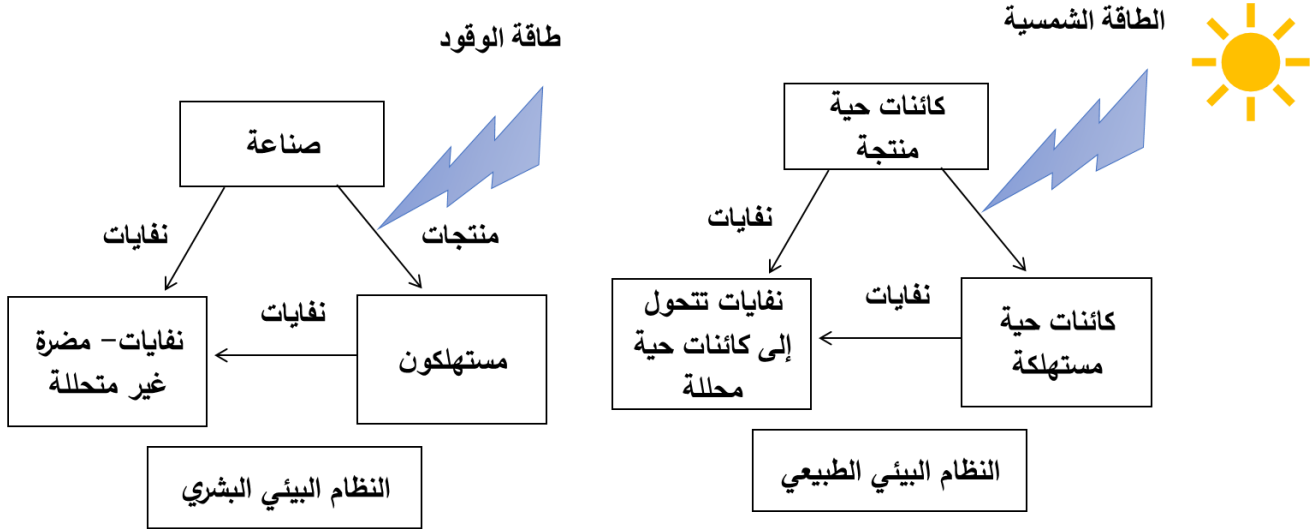 الطاقة الشمسية
كائنات حية
منتجة
نفايات
نفايات
كائنات حية
مستهلكة
نفايات تتحول
إلى كائنات حية
محللة
النظام البيئي الطبيعي
طاقة الوقود
صناعة
منتجات
نفايات
نفايات
مستهلكون
نفايات– مضرة
غير متحللة
النظام البيئي البشري